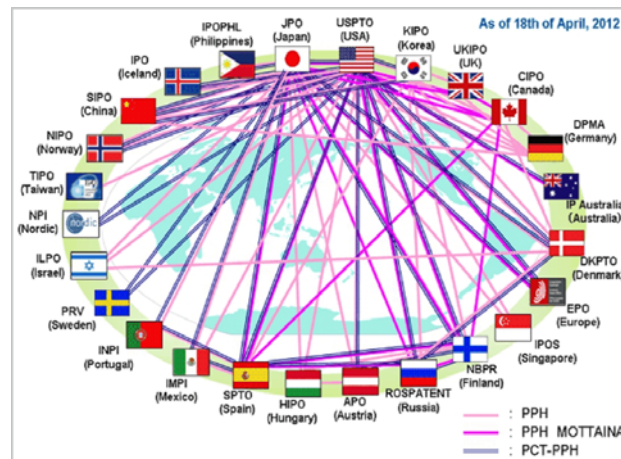 As of 18th of April, 2012
JPO
(Japan)
USPTO
(USA)
KIPO
(Korea)
UKIPO
(UK)
CIPO
(Canada)
DPMA
(Germany)
IP Australia
(Australia)
DKPTO
(Denmark)
EPO
(Europe)
IPOS
(Singapore)
NBPR
(Finland)
ROSPATENT
(Russia)
APO
(Austria)
HIPO
(Hungary)
SPTO
(Spain)
IMPI
(Mexico)
INPI
(Portugal)
PRV
(Sweden)
ILPO
(Israel)
NPI
(Nordic)
nordic
TIPO
(Taiwan)
NIPO
(Norway)
SIPO
(China)
IPO
(Iceland)
IPOPHL
(Philippines)
: PPH
: PPH MOTTAINA
: PCT-PPH